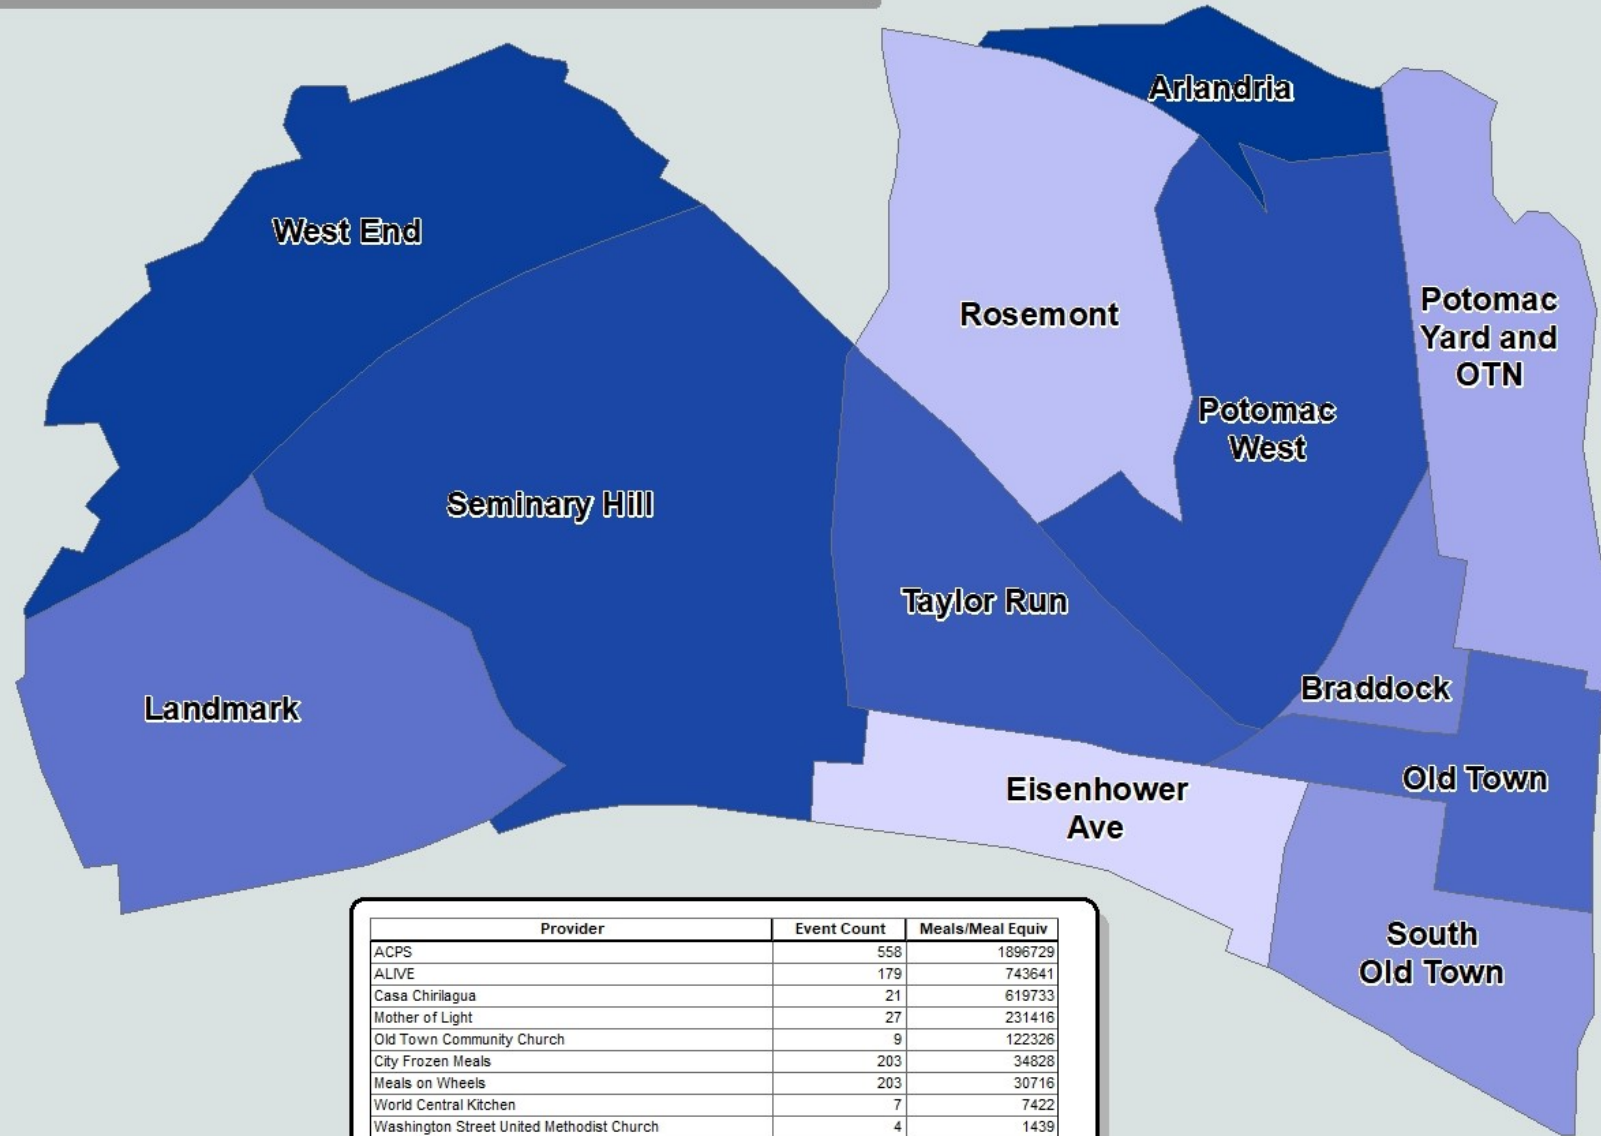 Arlandria
West End
Potomac
Yard and
OTN
Rosemont
Potomac
West
Seminary Hill
Taylor Run
Braddock
Landmark
Old Town
Eisenhower
Ave
South
Old Town
Provider Event Count Meals/Meal Equiv
ACPS 558 1896729
ALIVE 179 743641
Casa Chirilagua 21 619733
Mother of Light 27 231416
Old Town Community Church 9 122326
City Frozen Meals 203 34828
Meals on Wheels 203 30716
World Central Kitchen 7 7422
Washington Street United Methodist Church 4 1439